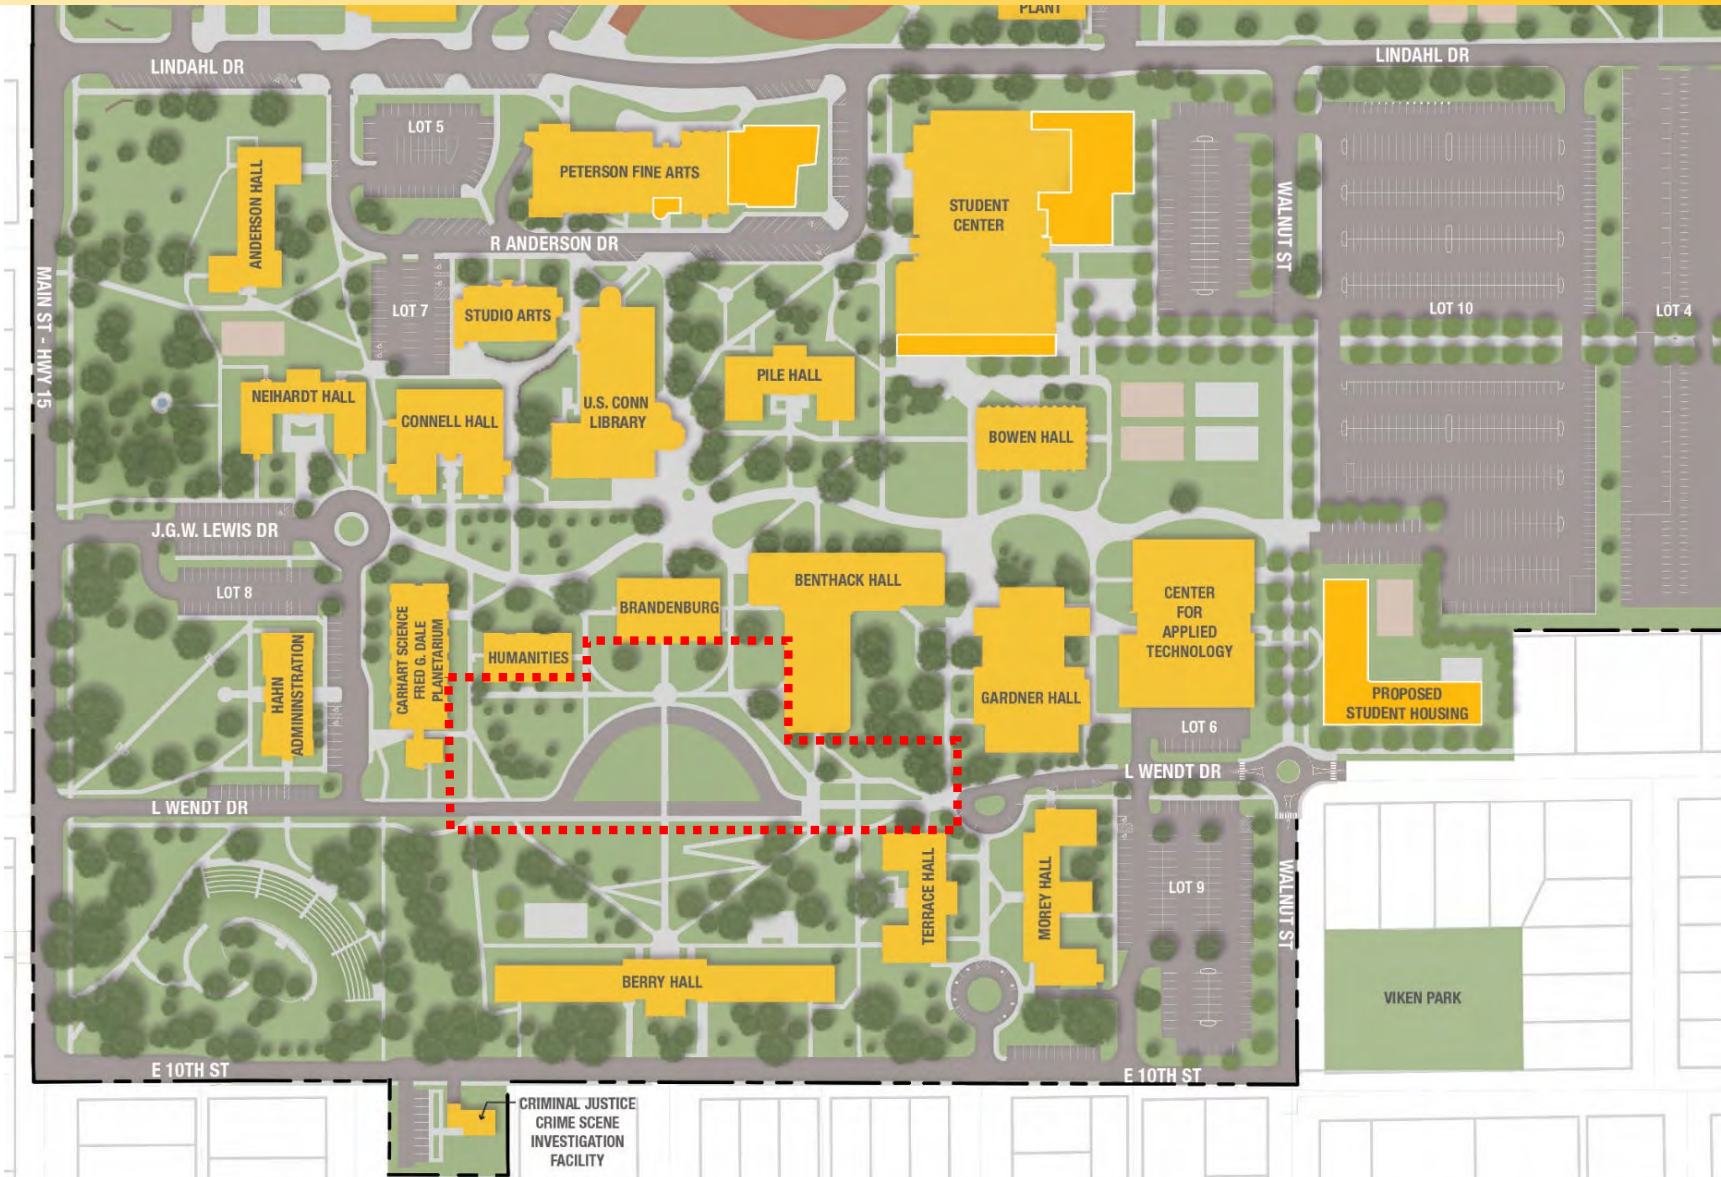 PLANT
LINDAHL DR
LINDAHL DR
LOT 5
PETERSON FINE ARTS
ANDERSON HALL
STUDENT
CENTER
WALNUT ST
R ANDERSON DR
MAIN ST - HWY 15
LOT 7
STUDIO ARTS
LOT 10
LOT 4
NEIHARDT HALL
CONNELL HALL
U.S. CONN
LIBRARY
PILE HALL
BOWEN HALL
J.G.W. LEWIS DR
LOT 8
BRANDENBURG
BENTHACK HALL
CENTER
FOR
APPLIED
TECHNOLOGY
HAHN
ADMININSTRATION
CARHART SCIENCE
FRED G. DALE
PLANETARIUM
HUMANITIES
GARDNER HALL
PROPOSED
STUDENT HOUSING
LOT 6
L WENDT DR
L WENDT DR
TERRACE HALL
MOREY HALL
LOT 9
WALNUT ST
BERRY HALL
VIKEN PARK
E 10TH ST
E 10TH ST
CRIMINAL JUSTICE
CRIME SCENE
INVESTIGATION
FACILITY